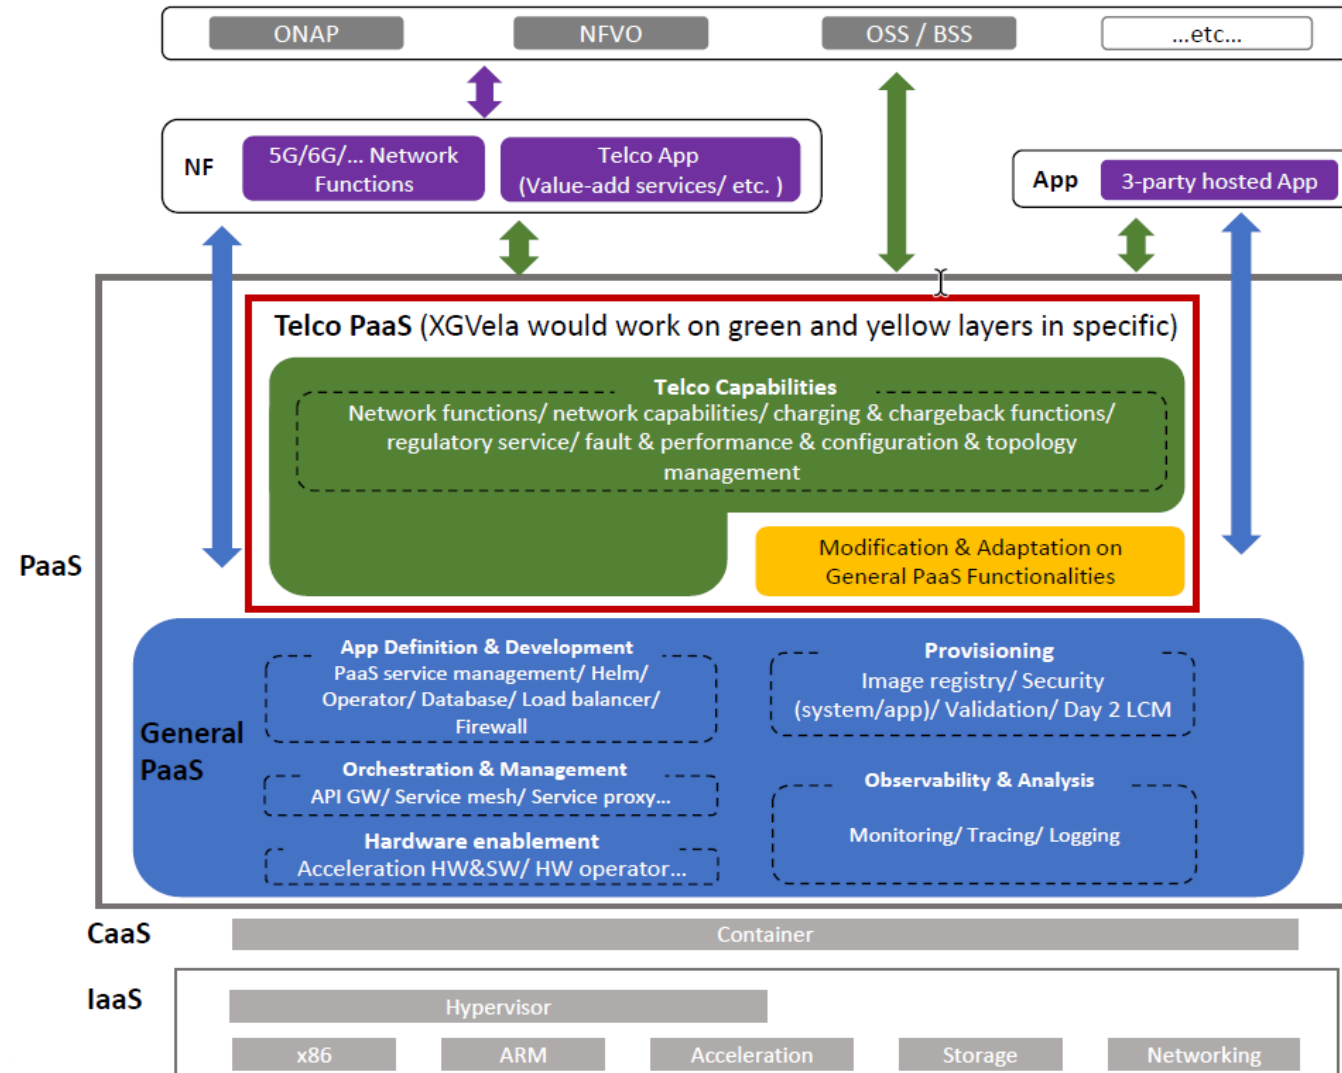 ONAP
NFVO
OSS / BSS
...etc...
NF
5G/6G/... Network
Functions
Telco App
(Value-add services/ etc. )
App
3-party hosted App
Telco PaaS (XGVela would work on green and yellow layers in specific)
Telco Capabilities
Network functions/ network capabilities/ charging & chargeback functions/
regulatory service/ fault & performance & configuration & topology
management
Modification & Adaptation on
General PaaS Functionalities
PaaS
General
PaaS
App Definition & Development
PaaS service management/ Helm/
Operator/ Database/ Load balancer/
Firewall
Provisioning
Image registry/ Security
(system/app)/ Validation/ Day 2 LCM
Orchestration & Management
API GW/ Service mesh/ Service proxy...
Observability & Analysis
Monitoring/ Tracing/ Logging
Hardware enablement
Acceleration HW&SW/ HW operator...
CaaS
Container
IaaS
Hypervisor
x86
ARM
Acceleration
Storage
Networking